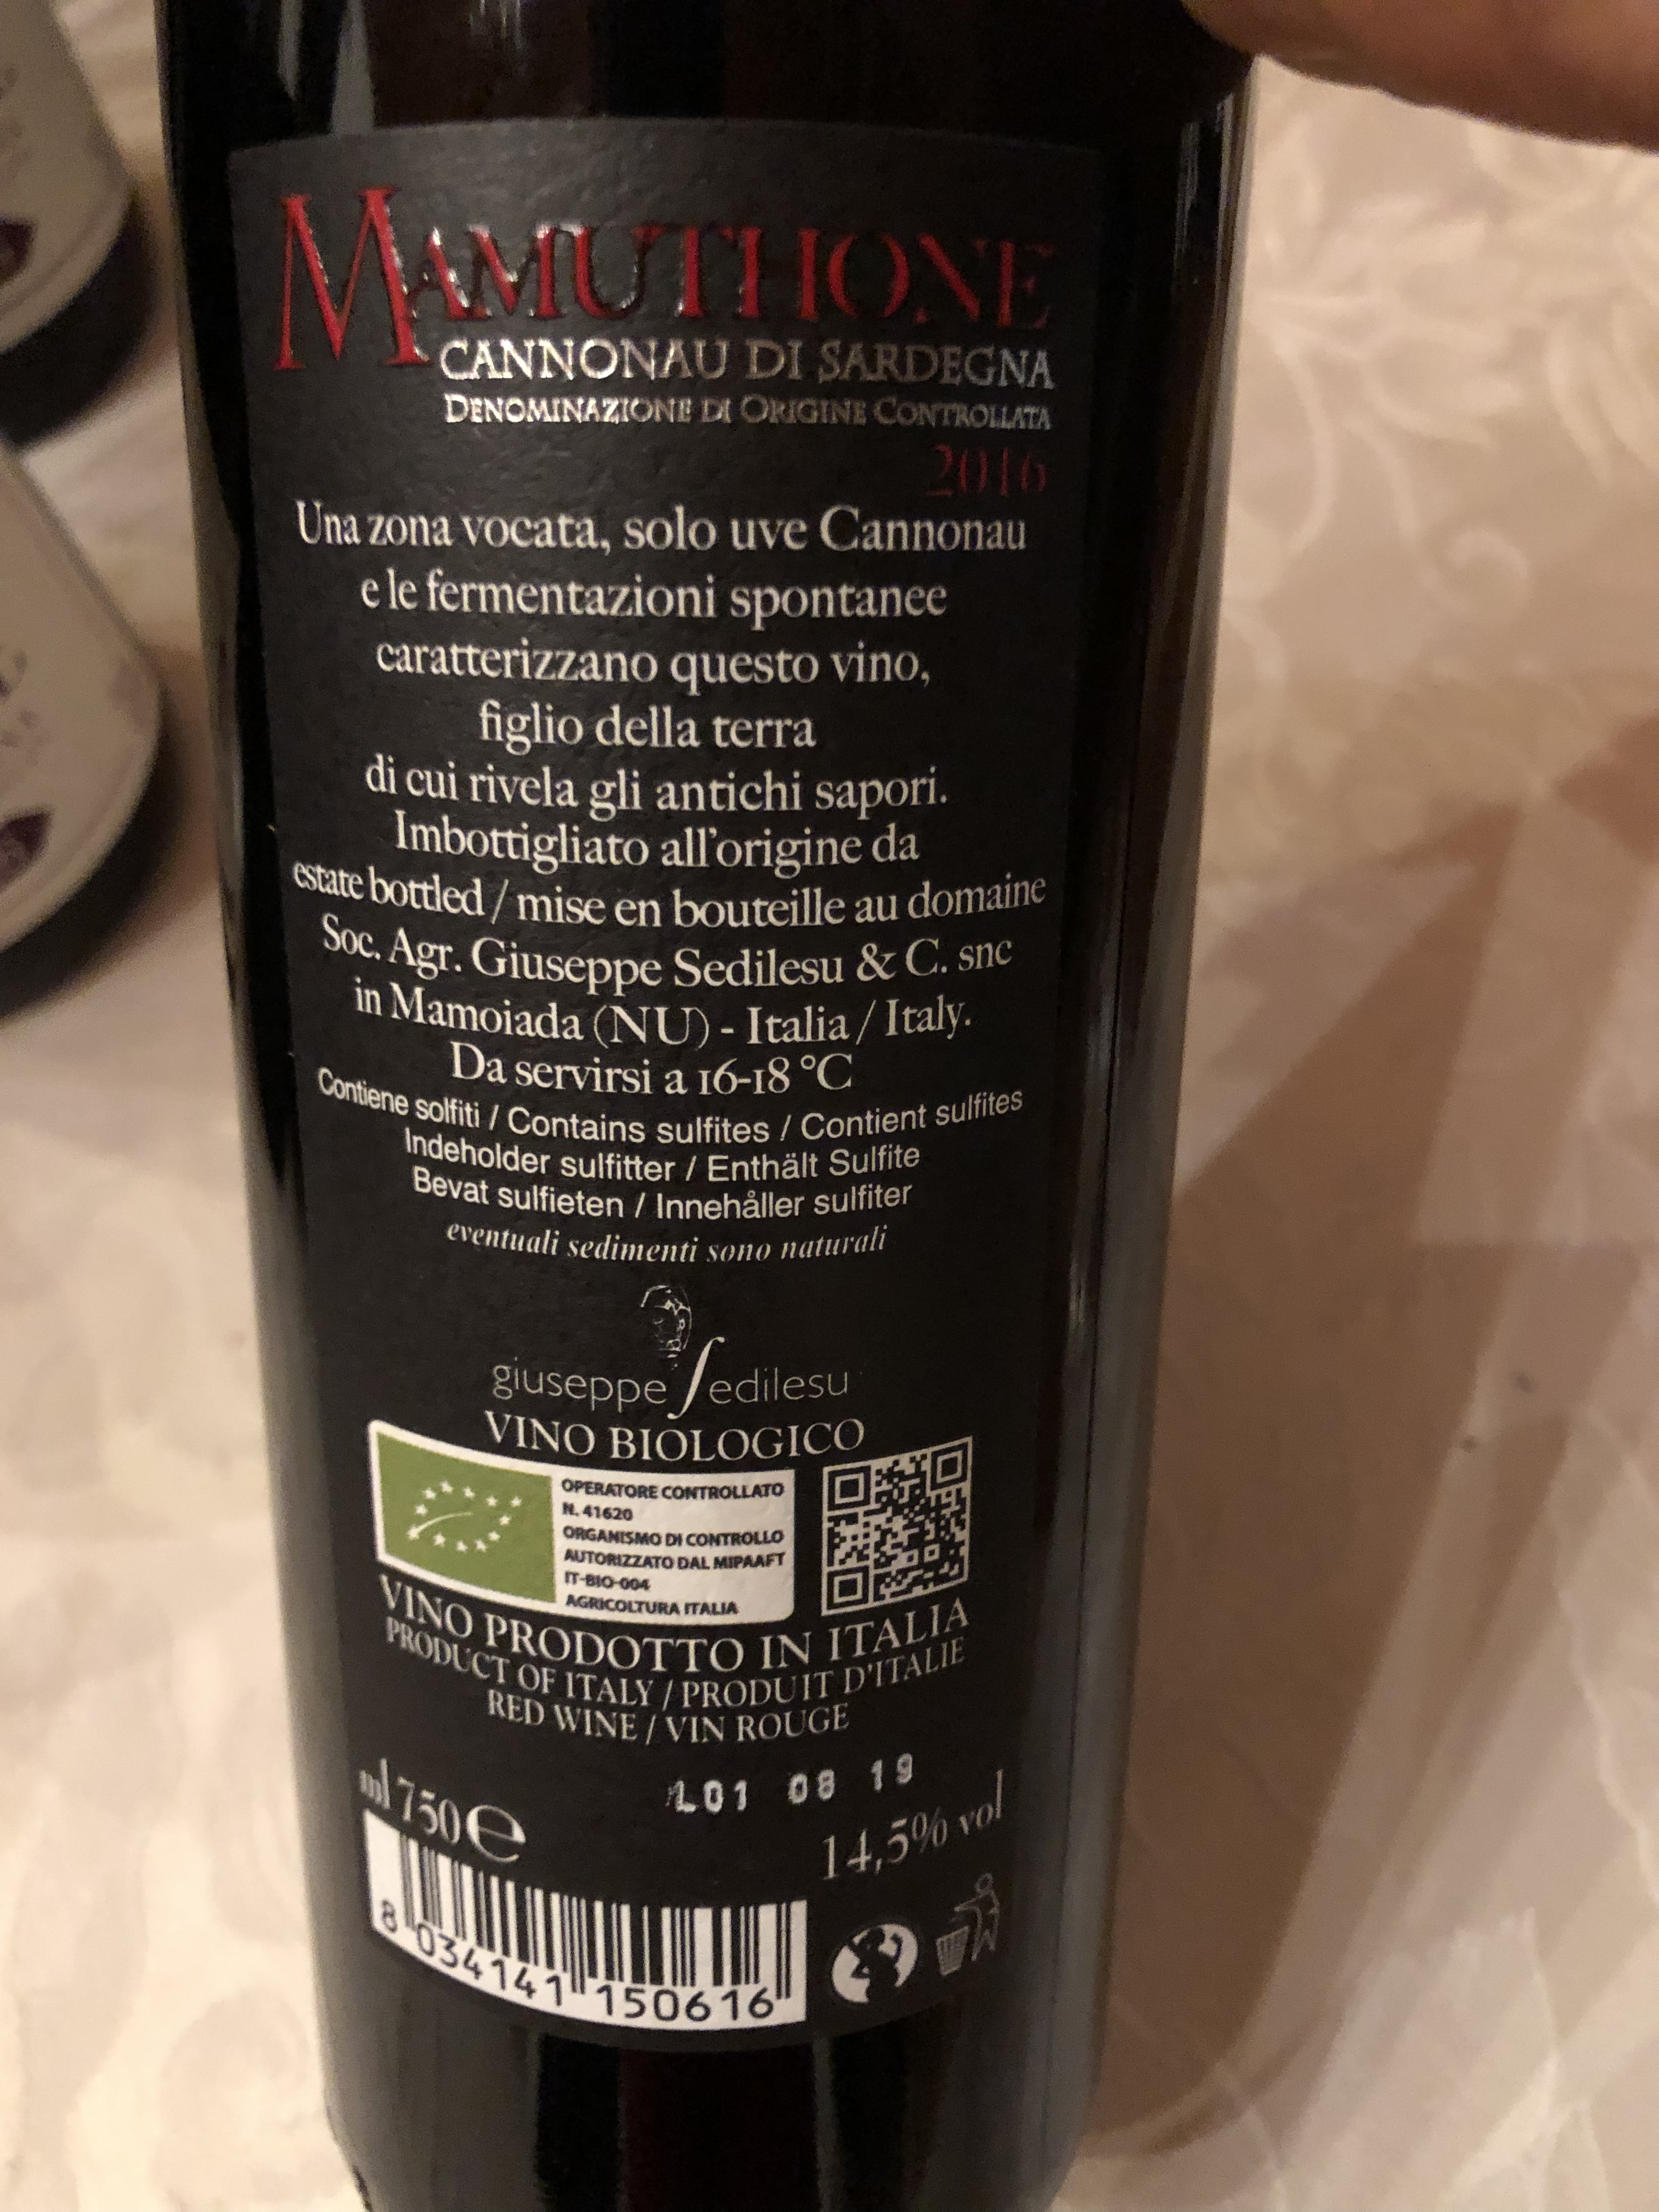 MAMUTHONE
CANNONAU DI SARDEGNA
DENOMINAZIONE DI ORIGINE CONTROLLATA
2016
Una zona vocata, solo uve Cannonau
e le fermentazioni spontanee
caratterizzano questo vino,
figlio della terra
di cui rivela gli antichi sapori.
Imbottigliato all'origine da
estate bottled / mise en bouteille au domaine
Soc. Agr. Giuseppe Sedilesu & C. snc
in Mamoiada (NU) - Italia / Italy.
Da servirsi a 16-18 °C
Contiene solfiti / Contains sulfites / Contient sulfites
Indeholder sulfitter / Enthält Sulfite
Bevat sulfieten / Innehåller sulfiter
eventuali sedimenti sono naturali
giuseppe Sedilesu
VINO BIOLOGICO
OPERATORE CONTROLLATO
N. 41620
ORGANISMO DI CONTROLLO
AUTORIZZATO DAL MIPAAFT
IT-BIO-004
AGRICOLTURA ITALIA
VINO PRODOTTO IN ITALIA
PRODUCT OF ITALY / PRODUIT D'ITALIE
RED WINE / VIN ROUGE
L01 08 19
ml 750 e
14,5% vol
8 034141 150616